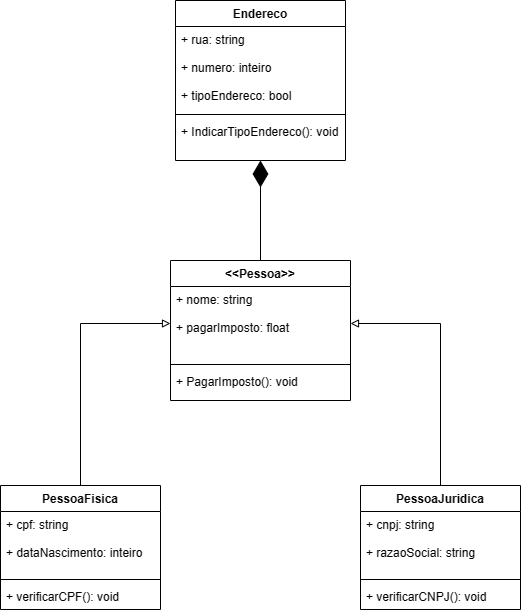 Endereco
+ rua: string
+ numero: inteiro
+ tipoEndereco: bool
+ IndicarTipoEndereco(): void
<<Pessoa>>
+ nome: string
+ pagarImposto: float
+ PagarImposto(): void
PessoaFisica
+ cpf: string
+ dataNascimento: inteiro
+ verificarCPF(): void
PessoaJuridica
+ cnpj: string
+ razaoSocial: string
+ verificarCNPJ(): void